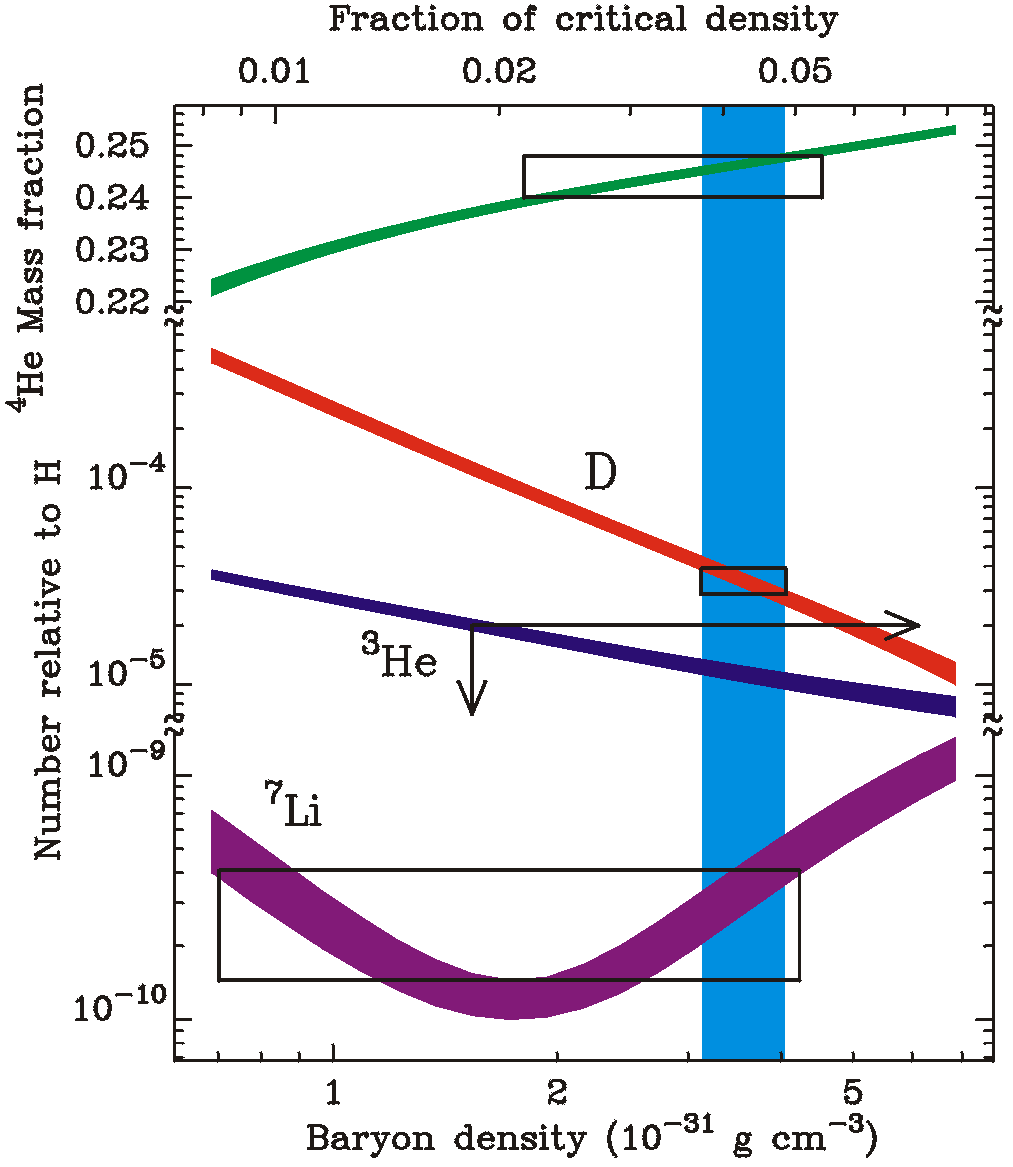 Fraction of critical density
0.01 0.02 0.05
⁴He Mass fraction
0.25
0.24
0.23
0.22
Number relative to H
D
10⁻⁴
³He
10⁻⁵
10⁻⁹
⁷Li
10⁻¹⁰
1 2 5
Baryon density (10⁻³¹ g cm⁻³)